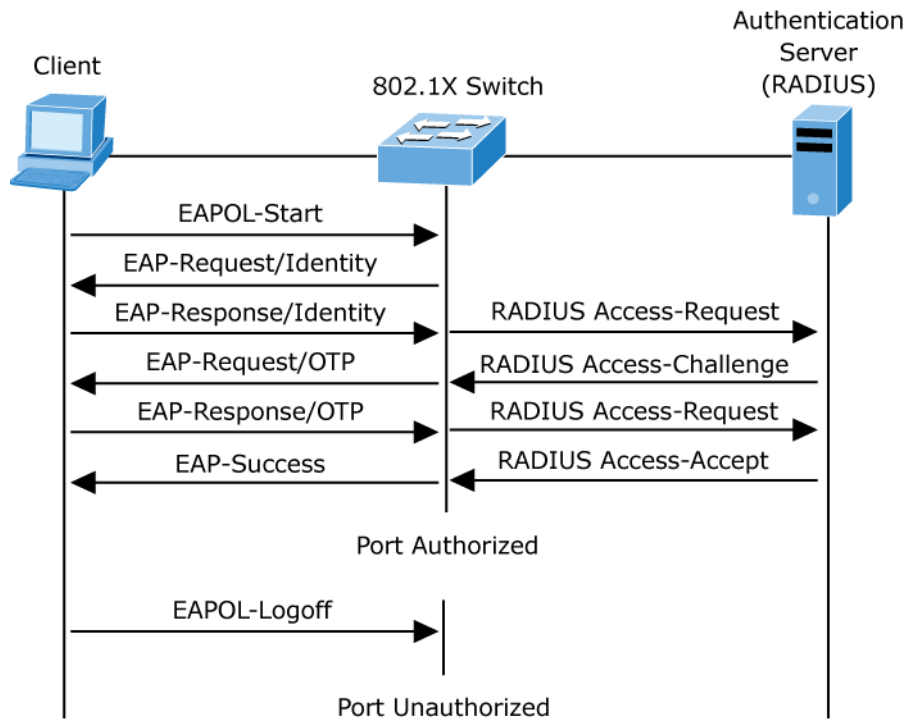 Authentication
Server
(RADIUS)
Client
802.1X Switch
EAPOL-Start
EAP-Request/Identity
EAP-Response/Identity
RADIUS Access-Request
EAP-Request/OTP
RADIUS Access-Challenge
EAP-Response/OTP
RADIUS Access-Request
EAP-Success
RADIUS Access-Accept
Port Authorized
EAPOL-Logoff
Port Unauthorized